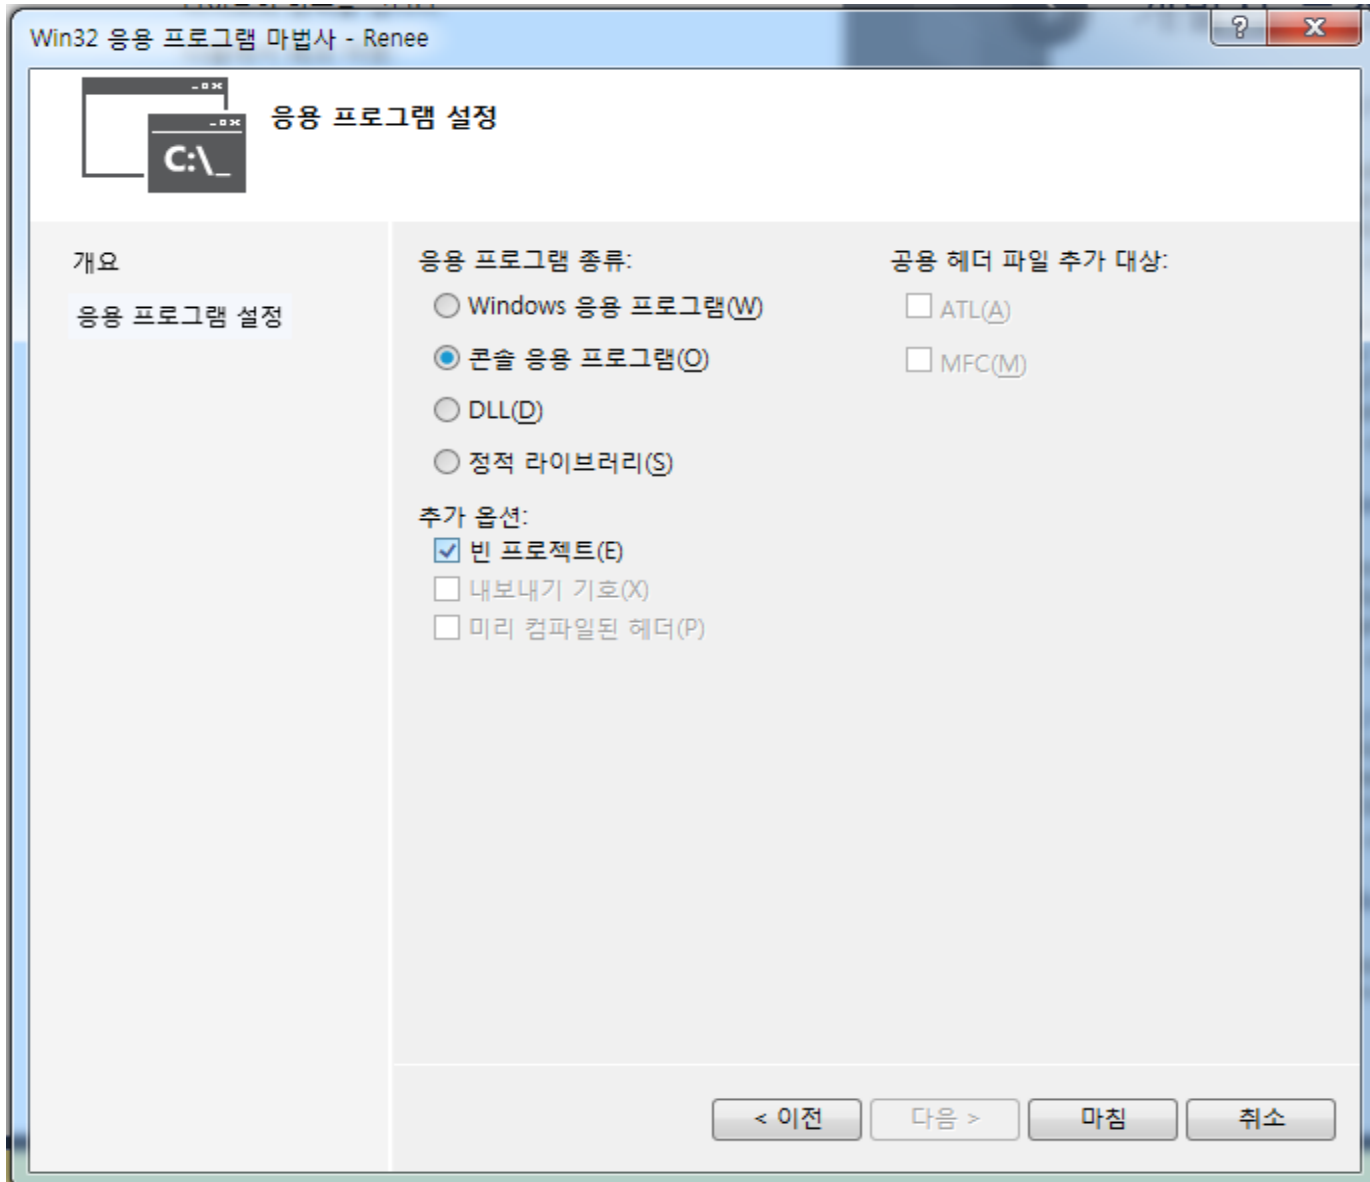 Win32 응용 프로그램 마법사 - Renee
C:\_
응용 프로그램 설정
개요
응용 프로그램 설정
응용 프로그램 종류:
Windows 응용 프로그램(W)
콘솔 응용 프로그램(O)
DLL(D)
정적 라이브러리(S)
추가 옵션:
빈 프로젝트(E)
내보내기 기호(X)
미리 컴파일된 헤더(P)
공용 헤더 파일 추가 대상:
ATL(A)
MFC(M)
< 이전
다음 >
마침
취소